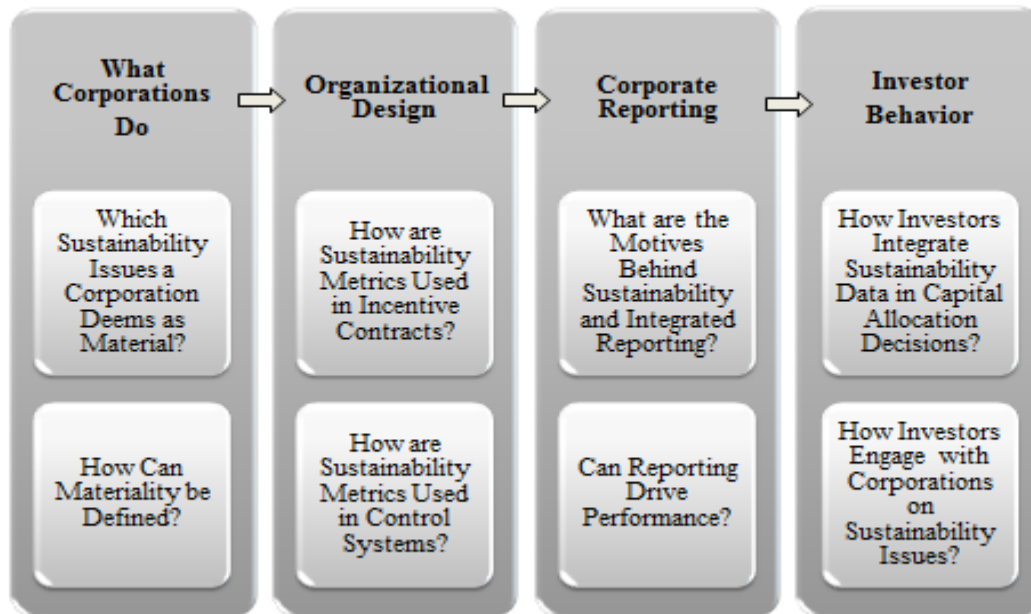 What
Corporations
Do
Which
Sustainability
Issues a
Corporation
Deems as
Material?
How Can
Materiality be
Defined?
Organizational
Design
How are
Sustainability
Metrics Used
in Incentive
Contracts?
How are
Sustainability
Metrics Used
in Control
Systems?
Corporate
Reporting
What are the
Motives
Behind
Sustainability
and Integrated
Reporting?
Can Reporting
Drive
Performance?
Investor
Behavior
How Investors
Integrate
Sustainability
Data in Capital
Allocation
Decisions?
How Investors
Engage with
Corporations
on
Sustainability
Issues?